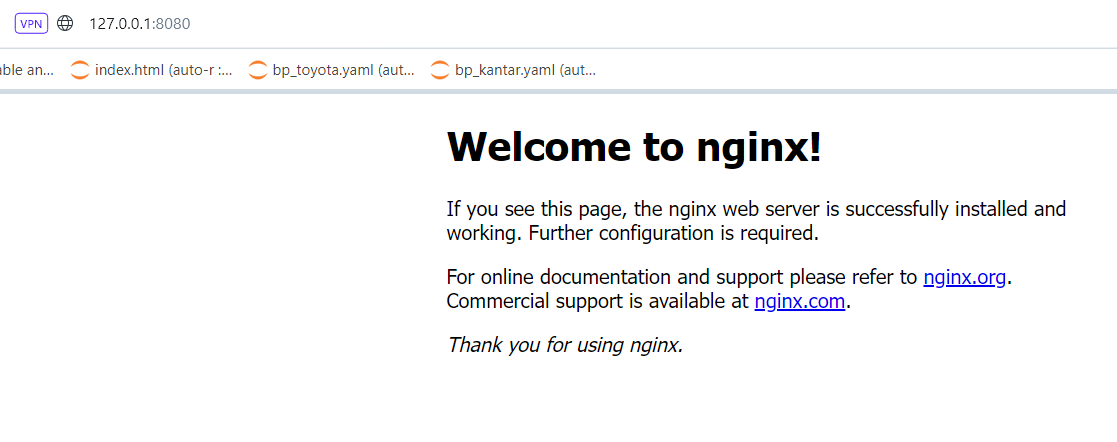 VPN 127.0.0.1:8080
able an... index.html (auto-r :... bp_toyota.yaml (aut... bp_kantar.yaml (aut...
Welcome to nginx!
If you see this page, the nginx web server is successfully installed and
working. Further configuration is required.
For online documentation and support please refer to nginx.org.
Commercial support is available at nginx.com.
Thank you for using nginx.